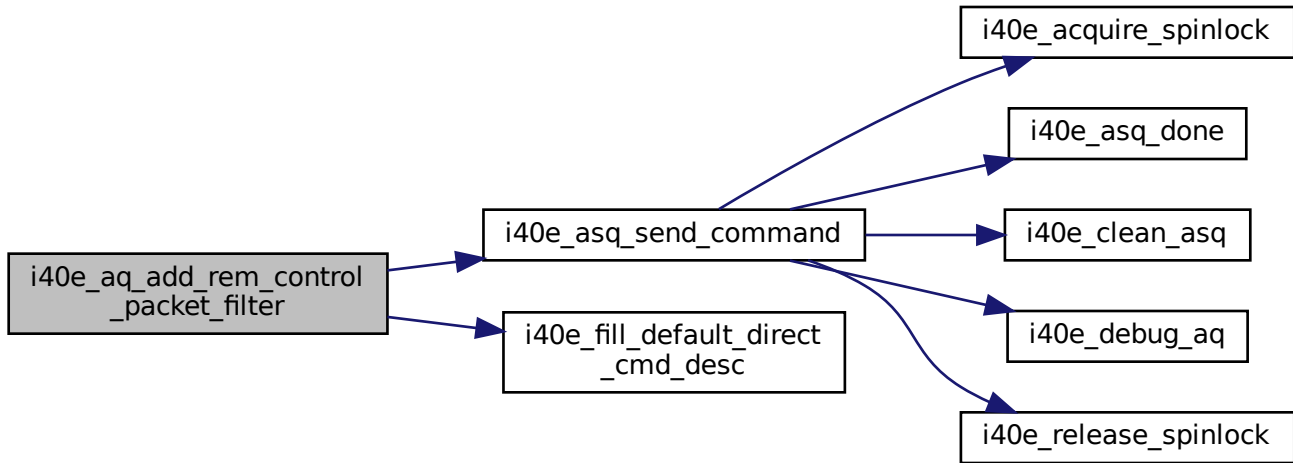 i40e_acquire_spinlock
i40e_asq_done
i40e_asq_send_command
i40e_clean_asq
i40e_aq_add_rem_control
_packet_filter
i40e_fill_default_direct
_cmd_desc
i40e_debug_aq
i40e_release_spinlock